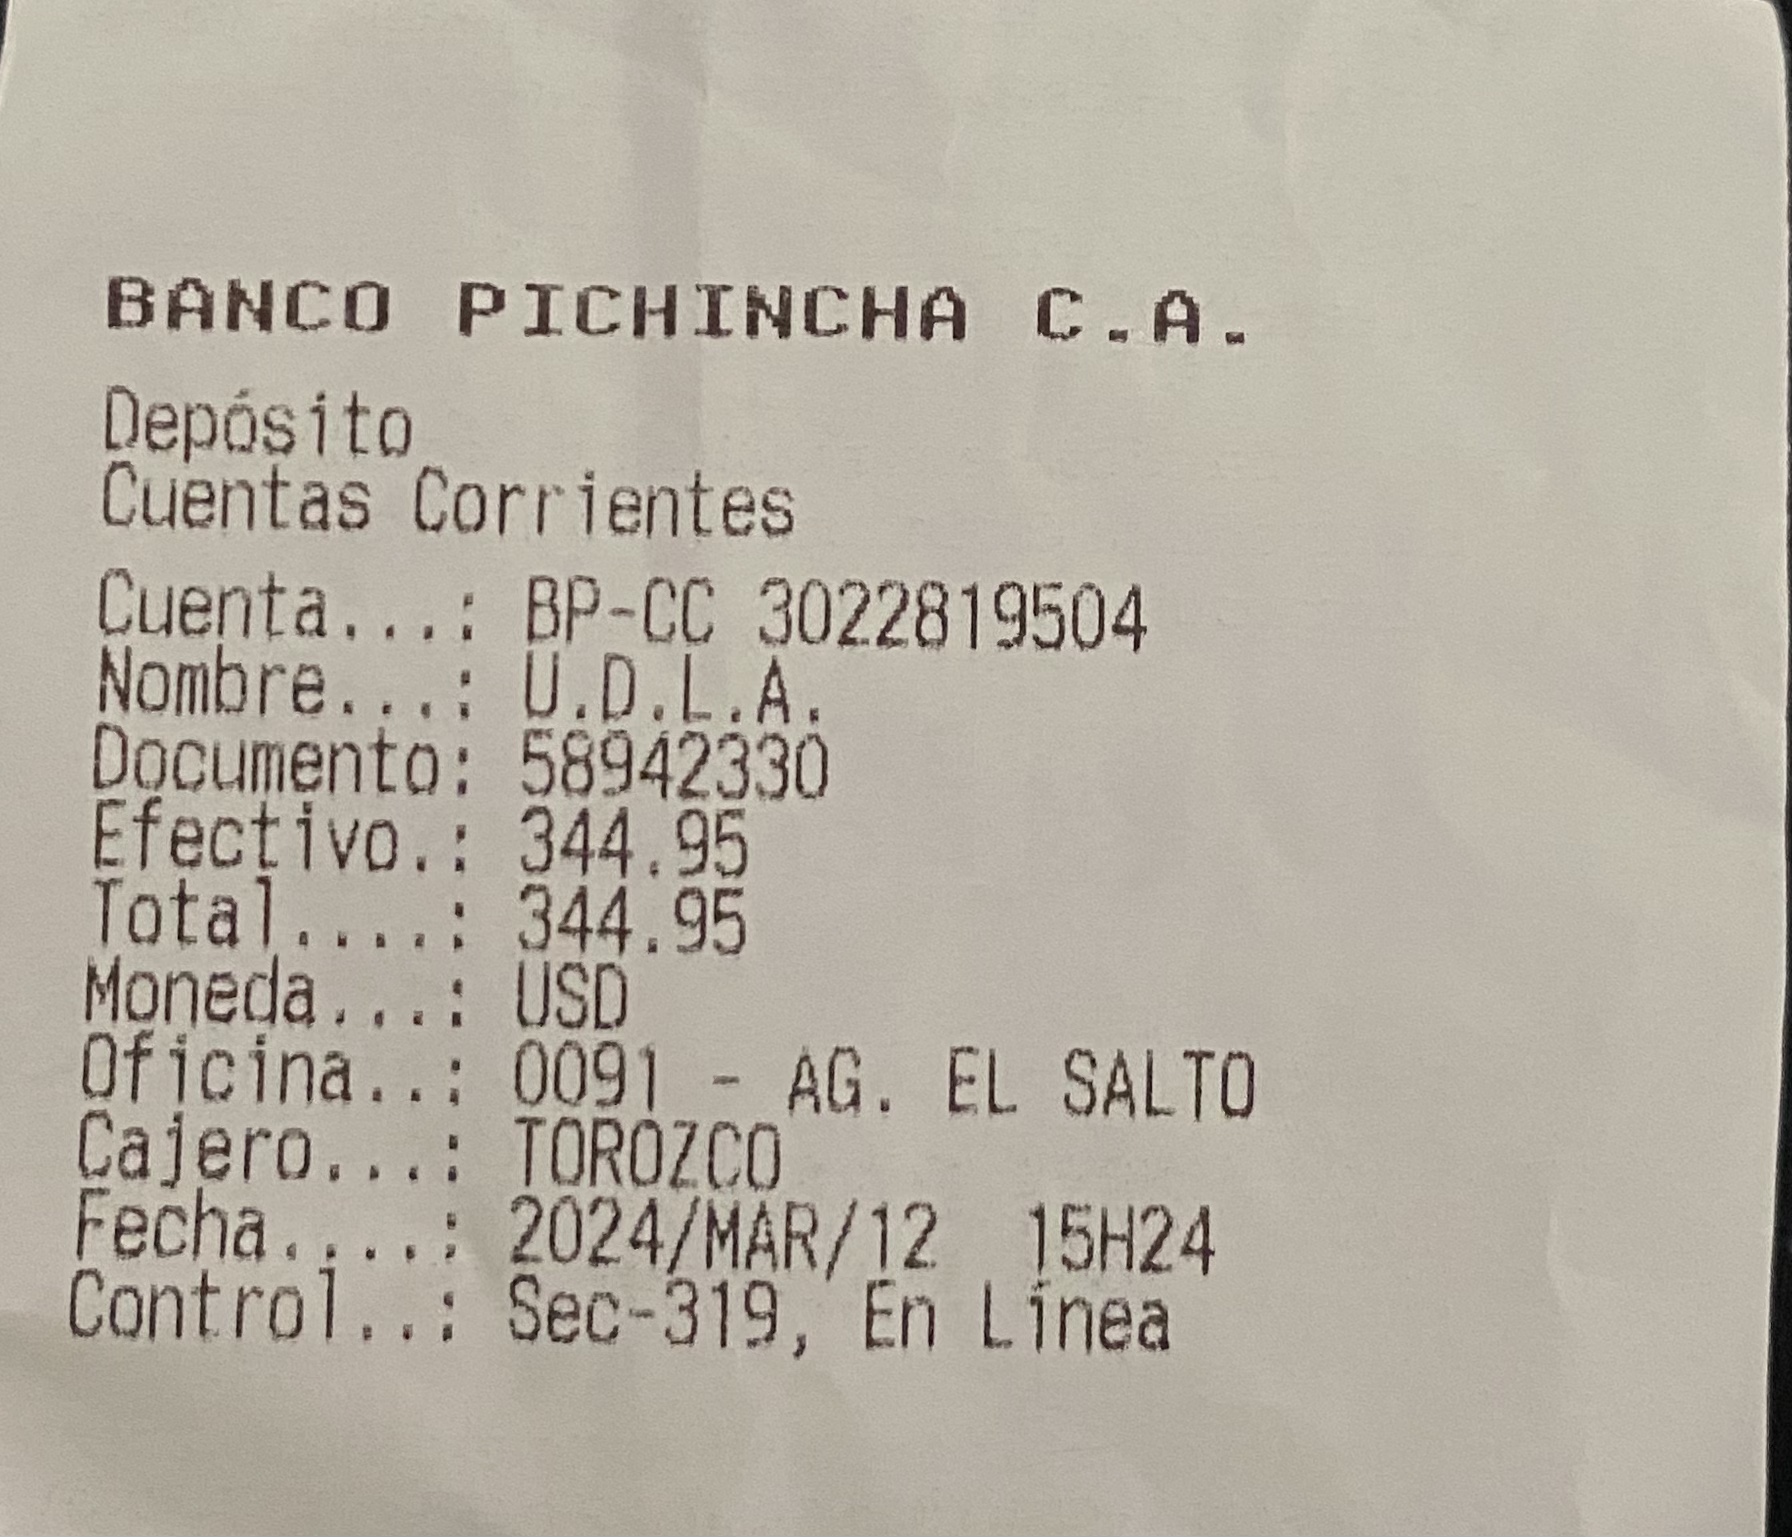 BANCO PICHINCHA C.A.
Depósito
Cuentas Corrientes
Cuenta...: BP-CC 3022819504
Nombre...: U.D.L.A.
Documento: 58942330
Efectivo.: 344.95
Total....: 344.95
Moneda...: USD
Oficina..: 0091 - AG. EL SALTO
Cajero...: TOROZCO
Fecha....: 2024/MAR/12 15H24
Control..: Sec-319, En Línea